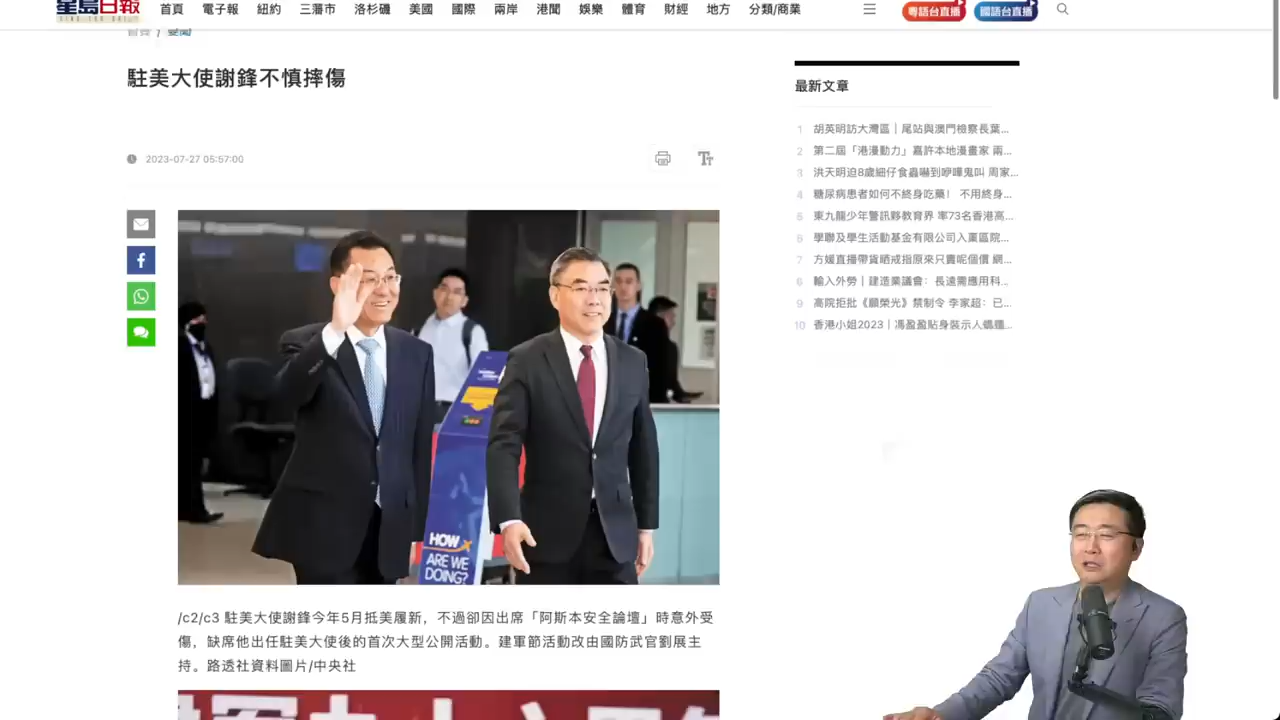 星島日報
首頁 電子報 紐約 三藩市 洛杉磯 美國 國際 兩岸 港聞 娛樂 體育 財經 地方 分類/商業
粵語台直播 國語台直播
首頁 / 要聞
駐美大使謝鋒不慎摔傷
2023-07-27 05:57:00
最新文章
1 胡英明訪大灣區｜尾站與澳門檢察長葉...
2 第二屆「港漫動力」嘉許本地漫畫家 兩...
3 洪天明迫8歲細仔食蟲嚇到咿嘩鬼叫 周家...
4 糖尿病患者如何不終身吃藥！ 不用終身...
5 東九龍少年警訊夥教育界 率73名香港高...
6 學聯及學生活動基金有限公司入稟區院...
7 方媛直播帶貨晒戒指原來只賣呢個價 網...
8 輸入外勞｜建造業議會：長遠需應用科...
9 高院拒批《願榮光》禁制令 李家超：已...
10 香港小姐2023｜馮盈盈貼身裝示人
HOW
ARE WE
DOING?
/c2/c3 駐美大使謝鋒今年5月抵美履新，不過卻因出席「阿斯本安全論壇」時意外受
傷，缺席他出任駐美大使後的首次大型公開活動。建軍節活動改由國防武官劉展主
持。路透社資料圖片/中央社